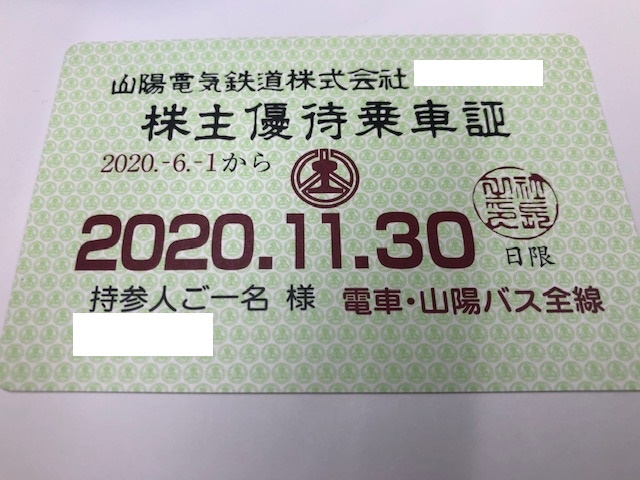 山陽電気鉄道株式会社
株主優待乗車証
2020.-6.-1から
2020.11.30
日限
持参人ご一名 様
電車・山陽バス全線